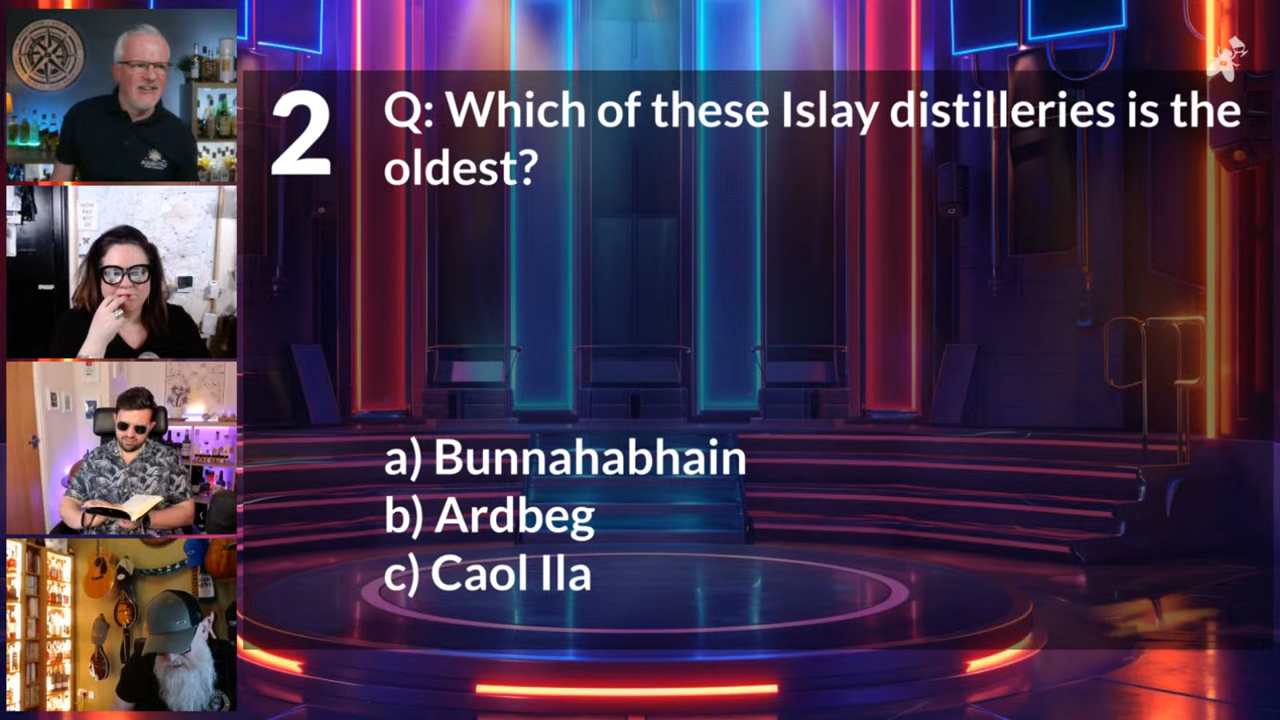 2
Q: Which of these Islay distilleries is the
oldest?
a) Bunnahabhain
b) Ardbeg
c) Caol Ila